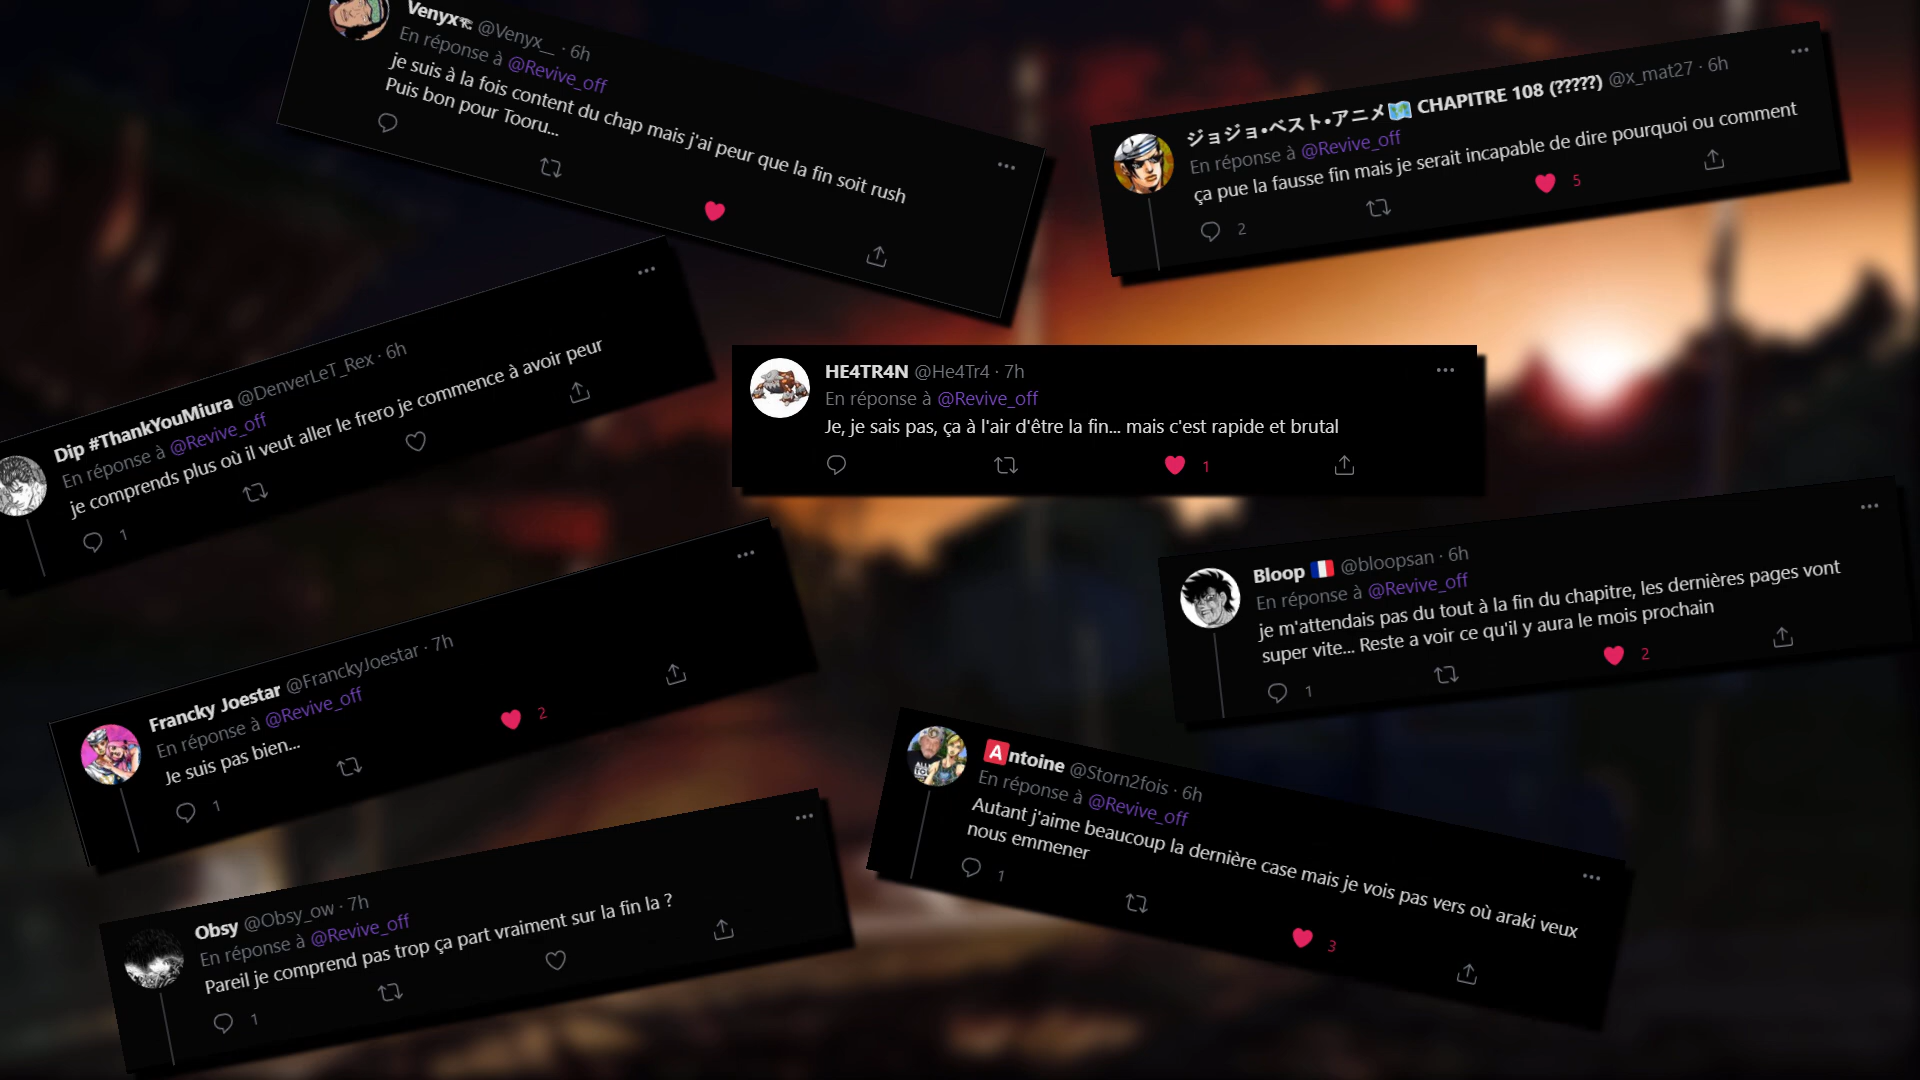 Venyx @Venyx__ · 6h
En réponse à @Revive_off
je suis à la fois content du chap mais j'ai peur que la fin soit rush
Puis bon pour Tooru...
ジョジョ•ベスト•アニメ🗺️ CHAPITRE 108 (?????) @x_mat27 · 6h
En réponse à @Revive_off
ça pue la fausse fin mais je serait incapable de dire pourquoi ou comment
2 5
Dip #ThankYouMiura @DenverLeT_Rex · 6h
En réponse à @Revive_off
je comprends plus où il veut aller le frero je commence à avoir peur
1
HE4TR4N @He4Tr4 · 7h
En réponse à @Revive_off
Je, je sais pas, ça à l'air d'être la fin... mais c'est rapide et brutal
1
Bloop 🇫🇷 @bloopsan · 6h
En réponse à @Revive_off
je m'attendais pas du tout à la fin du chapitre, les dernières pages vont
super vite... Reste a voir ce qu'il y aura le mois prochain
1 2
Francky Joestar @FranckyJoestar · 7h
En réponse à @Revive_off
Je suis pas bien...
1 2
🅰️ntoine @Storn2fois · 6h
En réponse à @Revive_off
Autant j'aime beaucoup la dernière case mais je vois pas vers où araki veux
nous emmener
1 3
Obsy @Obsy_ow · 7h
En réponse à @Revive_off
Pareil je comprend pas trop ça part vraiment sur la fin la ?
1